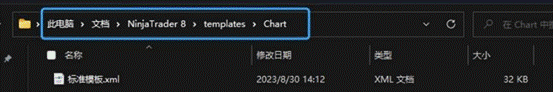 此电脑 > 文档 > NinjaTrader 8 > templates > Chart 在 Chart 中
名称 修改日期 类型 大小
标准模板.xml 2023/8/30 14:12 XML 文档 32 KB